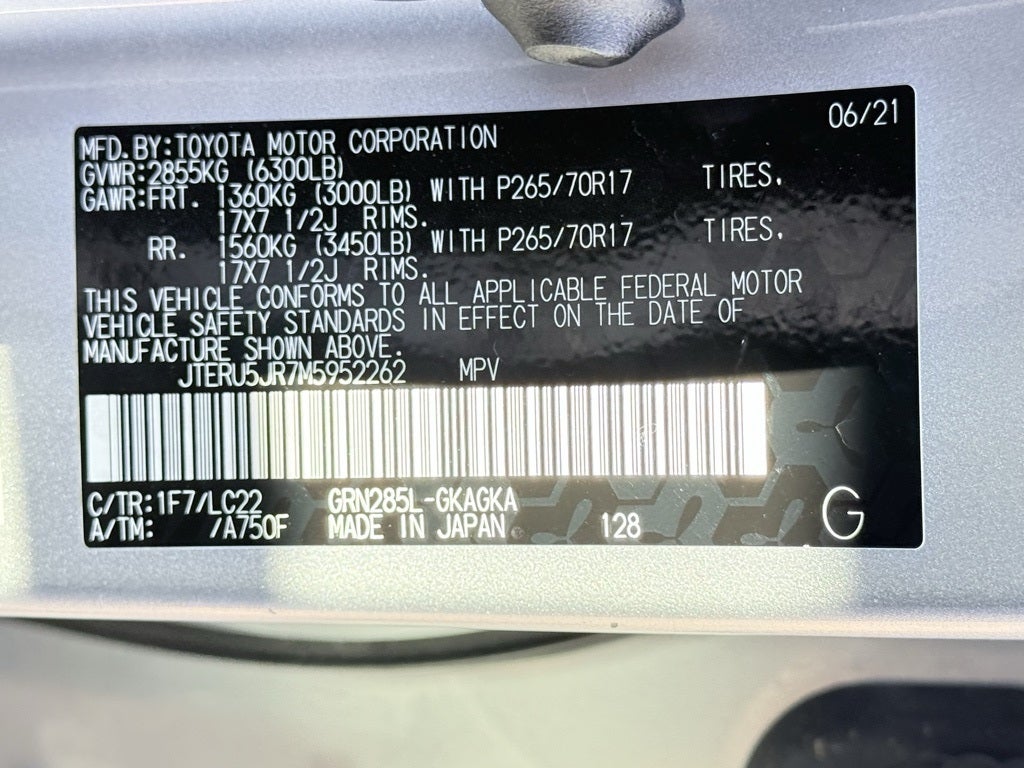 06/21
MFD.BY:TOYOTA MOTOR CORPORATION
GVWR:2855KG (6300LB)
GAWR:FRT. 1360KG (3000LB) WITH P265/70R17 TIRES.
17X7 1/2J RIMS.
RR. 1560KG (3450LB) WITH P265/70R17 TIRES.
17X7 1/2J RIMS.
THIS VEHICLE CONFORMS TO ALL APPLICABLE FEDERAL MOTOR
VEHICLE SAFETY STANDARDS IN EFFECT ON THE DATE OF
MANUFACTURE SHOWN ABOVE.
JTERU5JR7M5952262 MPV
C/TR:1F7/LC22 GRN285L-GKAGKA
A/TM: /A750F MADE IN JAPAN 128 G